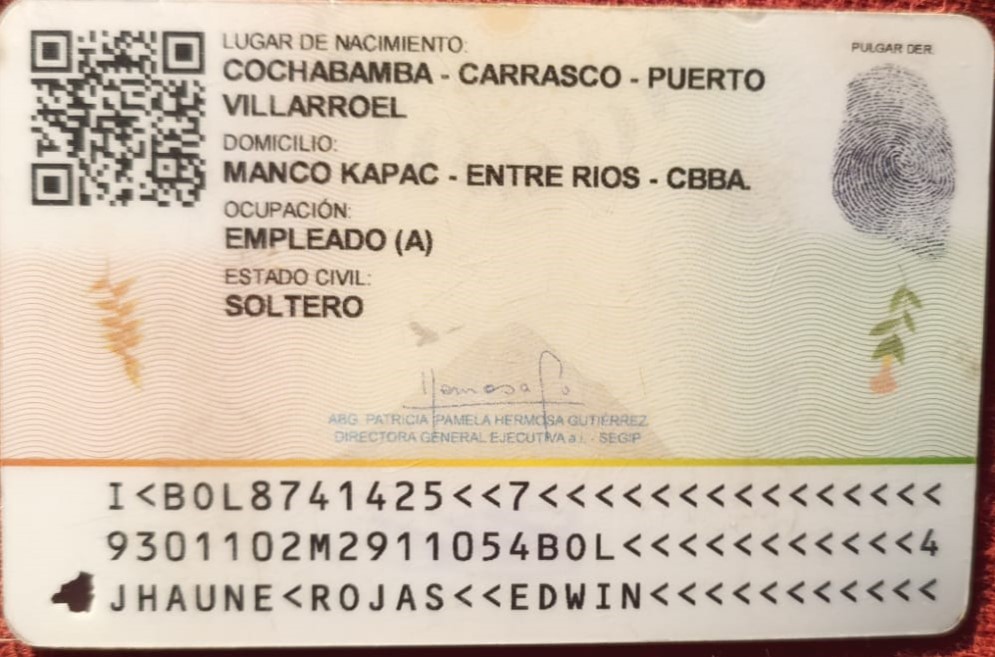 LUGAR DE NACIMIENTO:
COCHABAMBA - CARRASCO - PUERTO
VILLARROEL
DOMICILIO:
MANCO KAPAC - ENTRE RIOS - CBBA.
OCUPACIÓN:
EMPLEADO (A)
ESTADO CIVIL:
SOLTERO
PULGAR DER.
ABG. PATRICIA PAMELA HERMOSA GUTIÉRREZ
DIRECTORA GENERAL EJECUTIVA a.i. - SEGIP
I<BOL8741425<<7<<<<<<<<<<<<<<<
9301102M2911054BOL<<<<<<<<<<<4
JHAUNE<ROJAS<<EDWIN<<<<<<<<<<<